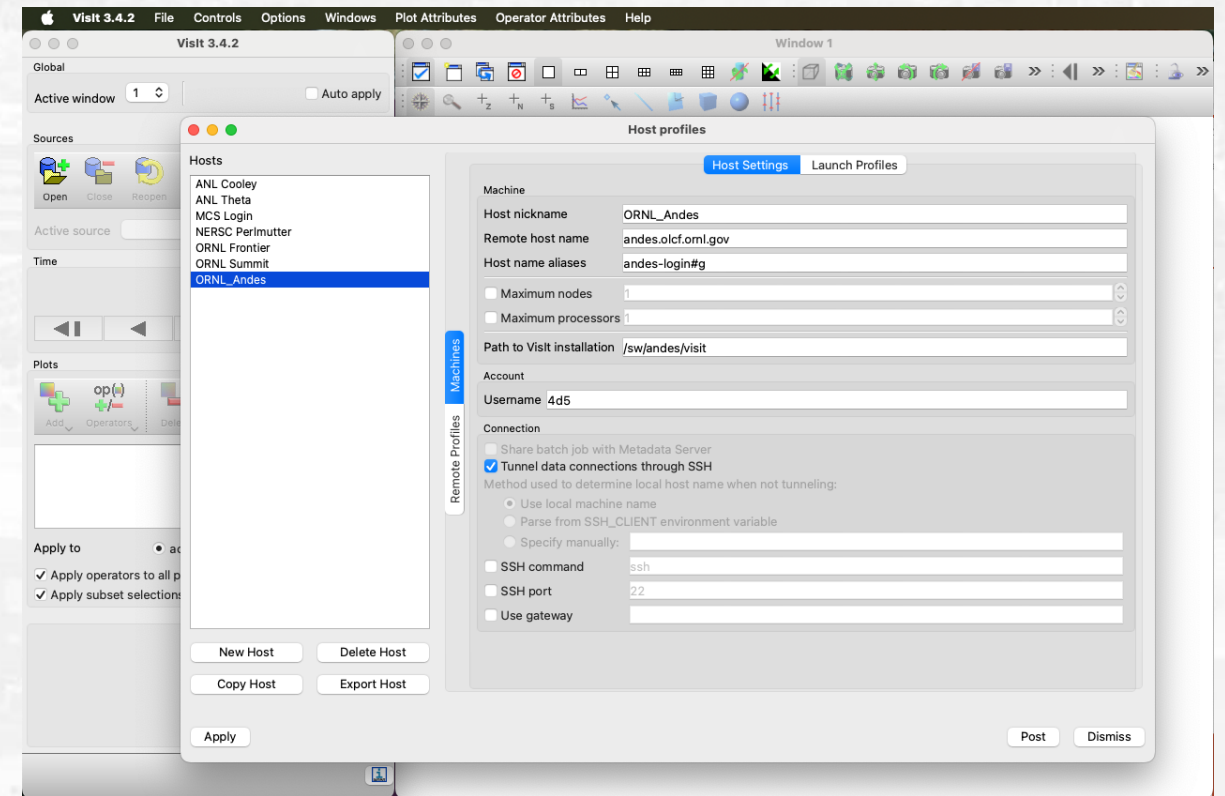 VisIt 3.4.2 File Controls Options Windows Plot Attributes Operator Attributes Help
VisIt 3.4.2
Window 1
Global
Active window 1
Auto apply
Sources
Open Close Reopen
Active source
Time
Plots
op(=)
Add Operators Dele
Apply to
Apply operators to all p
Apply subset selections
Host profiles
Hosts
ANL Cooley
ANL Theta
MCS Login
NERSC Perlmutter
ORNL Frontier
ORNL Summit
ORNL_Andes
New Host Delete Host
Copy Host Export Host
Apply
Machines
Remote Profiles
Host Settings Launch Profiles
Machine
Host nickname ORNL_Andes
Remote host name andes.olcf.ornl.gov
Host name aliases andes-login#g
Maximum nodes 1
Maximum processors 1
Path to VisIt installation /sw/andes/visit
Account
Username 4d5
Connection
Share batch job with Metadata Server
Tunnel data connections through SSH
Method used to determine local host name when not tunneling:
Use local machine name
Parse from SSH_CLIENT environment variable
Specify manually:
SSH command ssh
SSH port 22
Use gateway
Post Dismiss